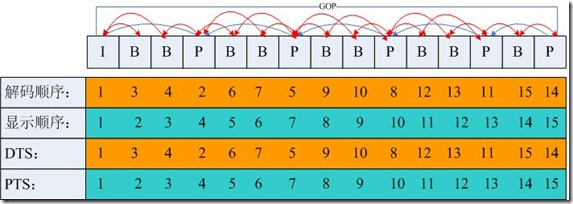 GOP
I B B P B B P B B P B B P B P
解码顺序： 1 3 4 2 6 7 5 9 10 8 12 13 11 15 14
显示顺序： 1 2 3 4 5 6 7 8 9 10 11 12 13 14 15
DTS： 1 3 4 2 6 7 5 9 10 8 12 13 11 15 14
PTS： 1 2 3 4 5 6 7 8 9 10 11 12 13 14 15